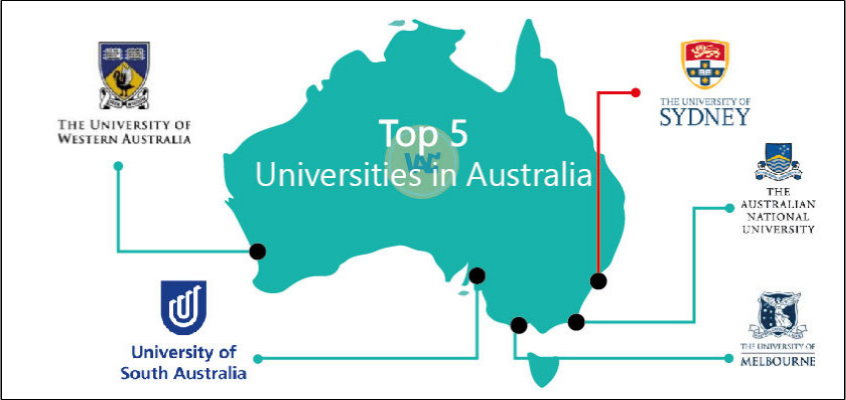 Top 5
Universities in Australia
THE UNIVERSITY OF
WESTERN AUSTRALIA
University of
South Australia
THE UNIVERSITY OF
SYDNEY
THE
AUSTRALIAN
NATIONAL
UNIVERSITY
THE UNIVERSITY OF
MELBOURNE